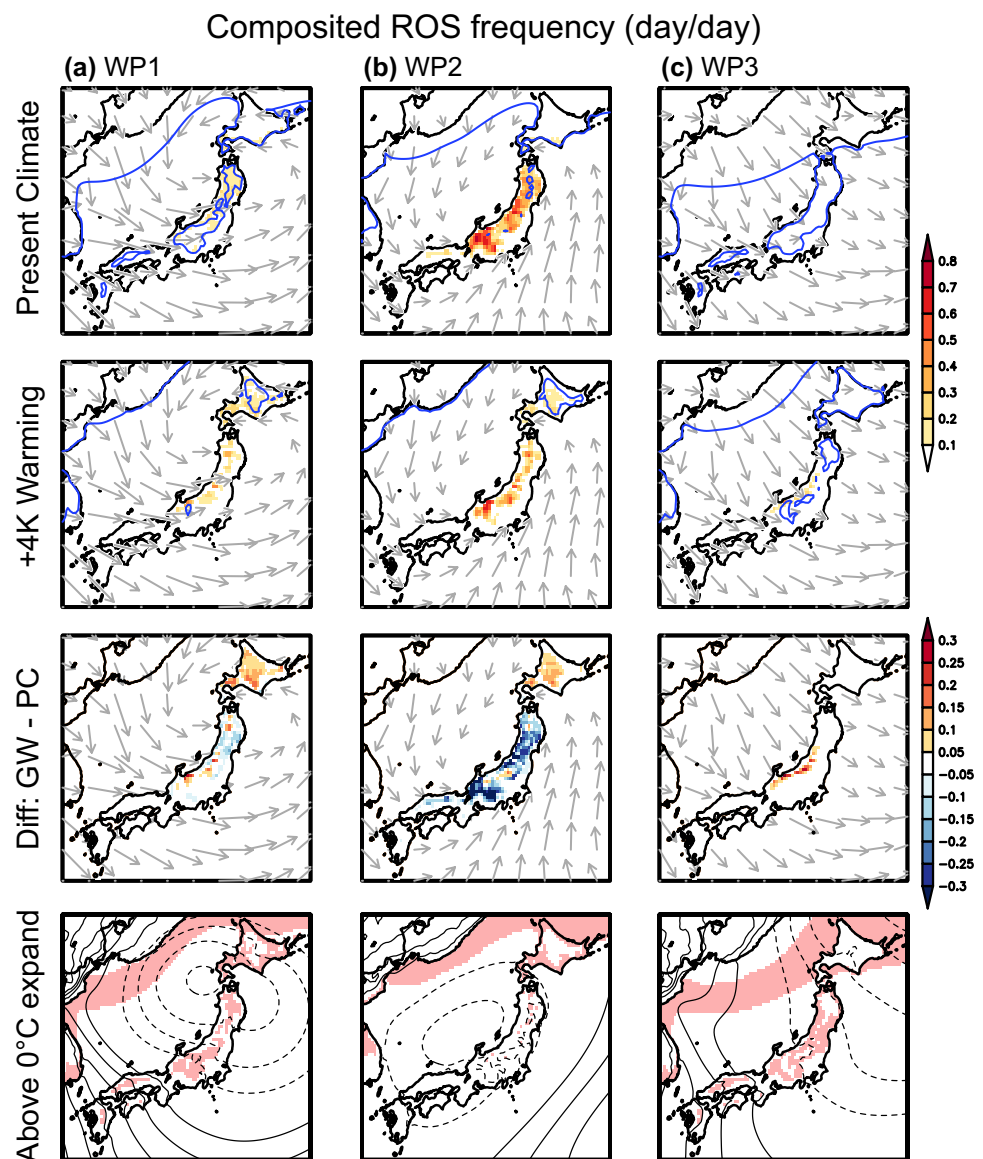 Composited ROS frequency (day/day)
(a) WP1
(b) WP2
(c) WP3
Present Climate
0.8
0.7
0.6
0.5
0.4
0.3
0.2
0.1
+4K Warming
Diff. GW - PC
0.3
0.25
0.2
0.15
0.1
0.05
-0.05
-0.1
-0.15
-0.2
-0.25
-0.3
Above 0°C expand